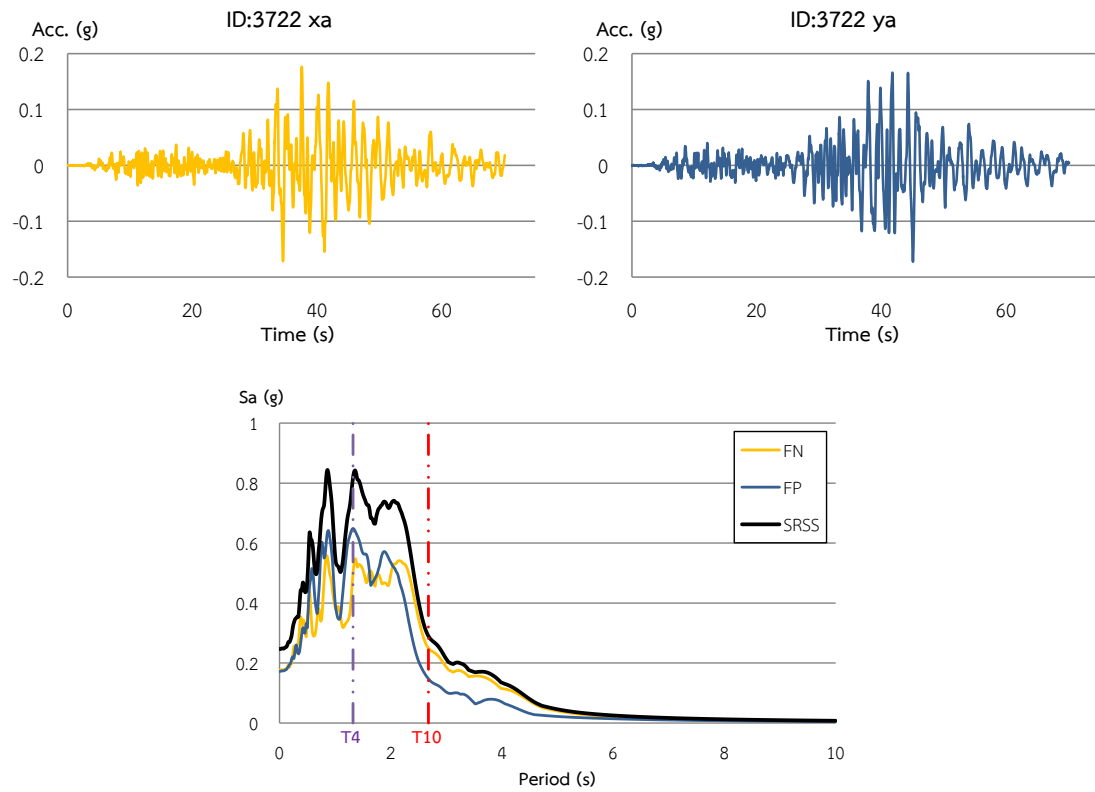 ID:3722 xa
Acc. (g)
0.2
0.1
0
-0.1
-0.2
0
20
40
60
Time (s)
ID:3722 ya
Acc. (g)
0.2
0.1
0
-0.1
-0.2
0
20
40
60
Time (s)
Sa (g)
1
0.8
0.6
0.4
0.2
0
FN
FP
SRSS
T4
T10
0
2
4
6
8
10
Period (s)